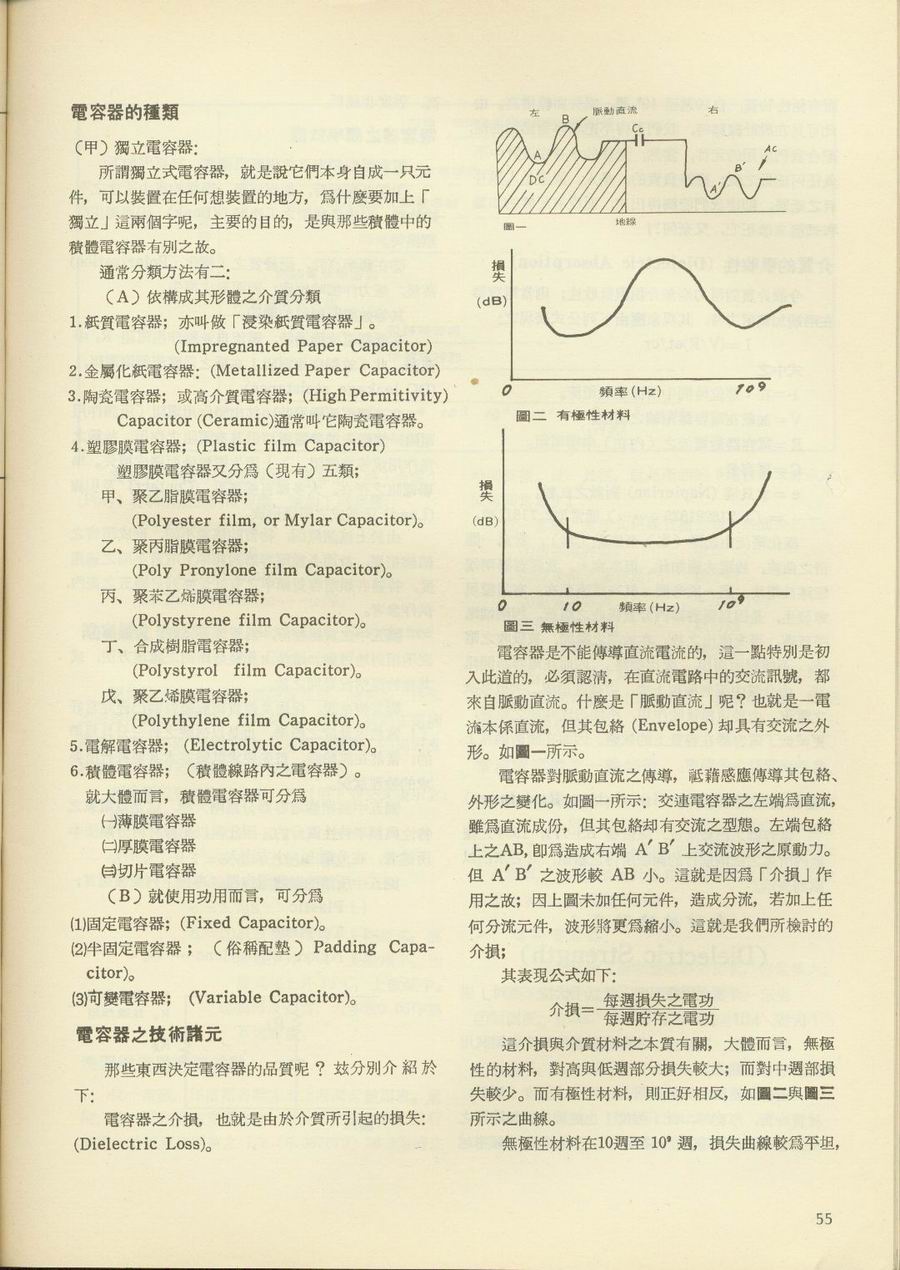 電容器的種類
（甲）獨立電容器：
所謂獨立式電容器，就是說它們本身自成一只元
件，可以裝置在任何想裝置的地方，爲什麼要加上「
獨立」這兩個字呢，主要的目的，是與那些積體中的
積體電容器有別之故。
通常分類方法有二：
（A）依構成其形體之介質分類
1.紙質電容器；亦叫做「浸染紙質電容器」。
(Impregnanted Paper Capacitor)
2.金屬化紙電容器：(Metallized Paper Capacitor)
3.陶瓷電容器；或高介質電容器；(High Permitivity)
Capacitor (Ceramic)通常叫它陶瓷電容器。
4.塑膠膜電容器；(Plastic film Capacitor)
塑膠膜電容器又分爲（現有）五類；
甲、聚乙脂膜電容器；
(Polyester film, or Mylar Capacitor)。
乙、聚丙脂膜電容器；
(Poly Pronylone film Capacitor)。
丙、聚苯乙烯膜電容器；
(Polystyrene film Capacitor)。
丁、合成樹脂電容器；
(Polystyrol film Capacitor)。
戊、聚乙烯膜電容器；
(Polythylene film Capacitor)。
5.電解電容器；(Electrolytic Capacitor)。
6.積體電容器；（積體線路內之電容器）。
就大體而言，積體電容器可分爲
㈠薄膜電容器
㈡厚膜電容器
㈢切片電容器
（B）就使用功用而言，可分爲
⑴固定電容器；(Fixed Capacitor)。
⑵半固定電容器；（俗稱配墊）Padding Capa-
citor)。
⑶可變電容器；(Variable Capacitor)。
電容器之技術諸元
那些東西決定電容器的品質呢？玆分別介紹於
下：
電容器之介損，也就是由於介質所引起的損失：
(Dielectric Loss)。
左 脈動直流 右
B Cc AC
A B′
DC A′
圖一 地線
損失
(dB)
0 頻率(Hz) 10⁹
圖二 有極性材料
損失
(dB)
0 10 頻率(Hz) 10⁹
圖三 無極性材料
電容器是不能傳導直流電流的，這一點特別是初
入此道的，必須認清，在直流電路中的交流訊號，都
來自脈動直流。什麼是「脈動直流」呢？也就是一電
流本係直流，但其包絡 (Envelope) 却具有交流之外
形。如圖一所示。
電容器對脈動直流之傳導，祇藉感應傳導其包絡、
外形之變化。如圖一所示：交連電容器之左端爲直流，
雖爲直流成份，但其包絡却有交流之型態。左端包絡
上之AB，卽爲造成右端 A′ B′ 上交流波形之原動力。
但 A′ B′ 之波形較 AB 小。這就是因爲「介損」作
用之故；因上圖未加任何元件，造成分流，若加上任
何分流元件，波形將更爲縮小。這就是我們所檢討的
介損；
其表現公式如下：
介損=每週損失之電功/每週貯存之電功
這介損與介質材料之本質有關，大體而言，無極
性的材料，對高與低週部分損失較大；而對中週部損
失較少。而有極性材料，則正好相反，如圖二與圖三
所示之曲線。
無極性材料在10週至 10⁹ 週，損失曲線較爲平坦，
55